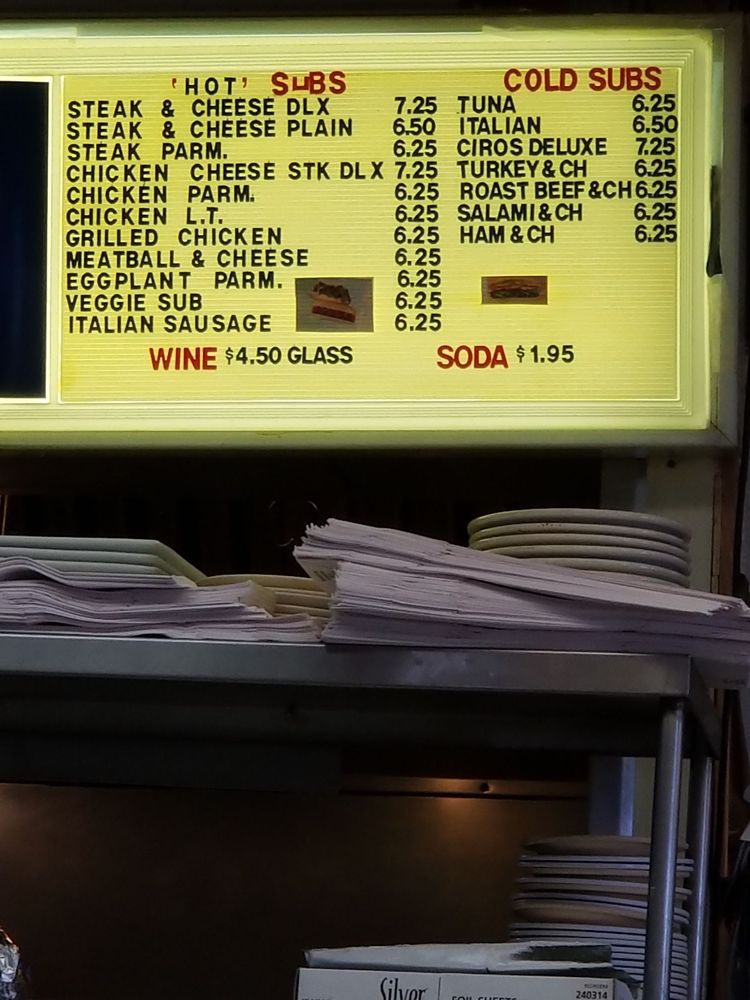 'HOT' SUBS
STEAK & CHEESE DLX 7.25
STEAK & CHEESE PLAIN 6.50
STEAK PARM. 6.25
CHICKEN CHEESE STK DLX 7.25
CHICKEN PARM. 6.25
CHICKEN L.T. 6.25
GRILLED CHICKEN 6.25
MEATBALL & CHEESE 6.25
EGGPLANT PARM. 6.25
VEGGIE SUB 6.25
ITALIAN SAUSAGE 6.25
COLD SUBS
TUNA 6.25
ITALIAN 6.50
CIROS DELUXE 7.25
TURKEY & CH 6.25
ROAST BEEF & CH 6.25
SALAMI & CH 6.25
HAM & CH 6.25
WINE $4.50 GLASS
SODA $1.95
Silver FOIL SHEETS 240314